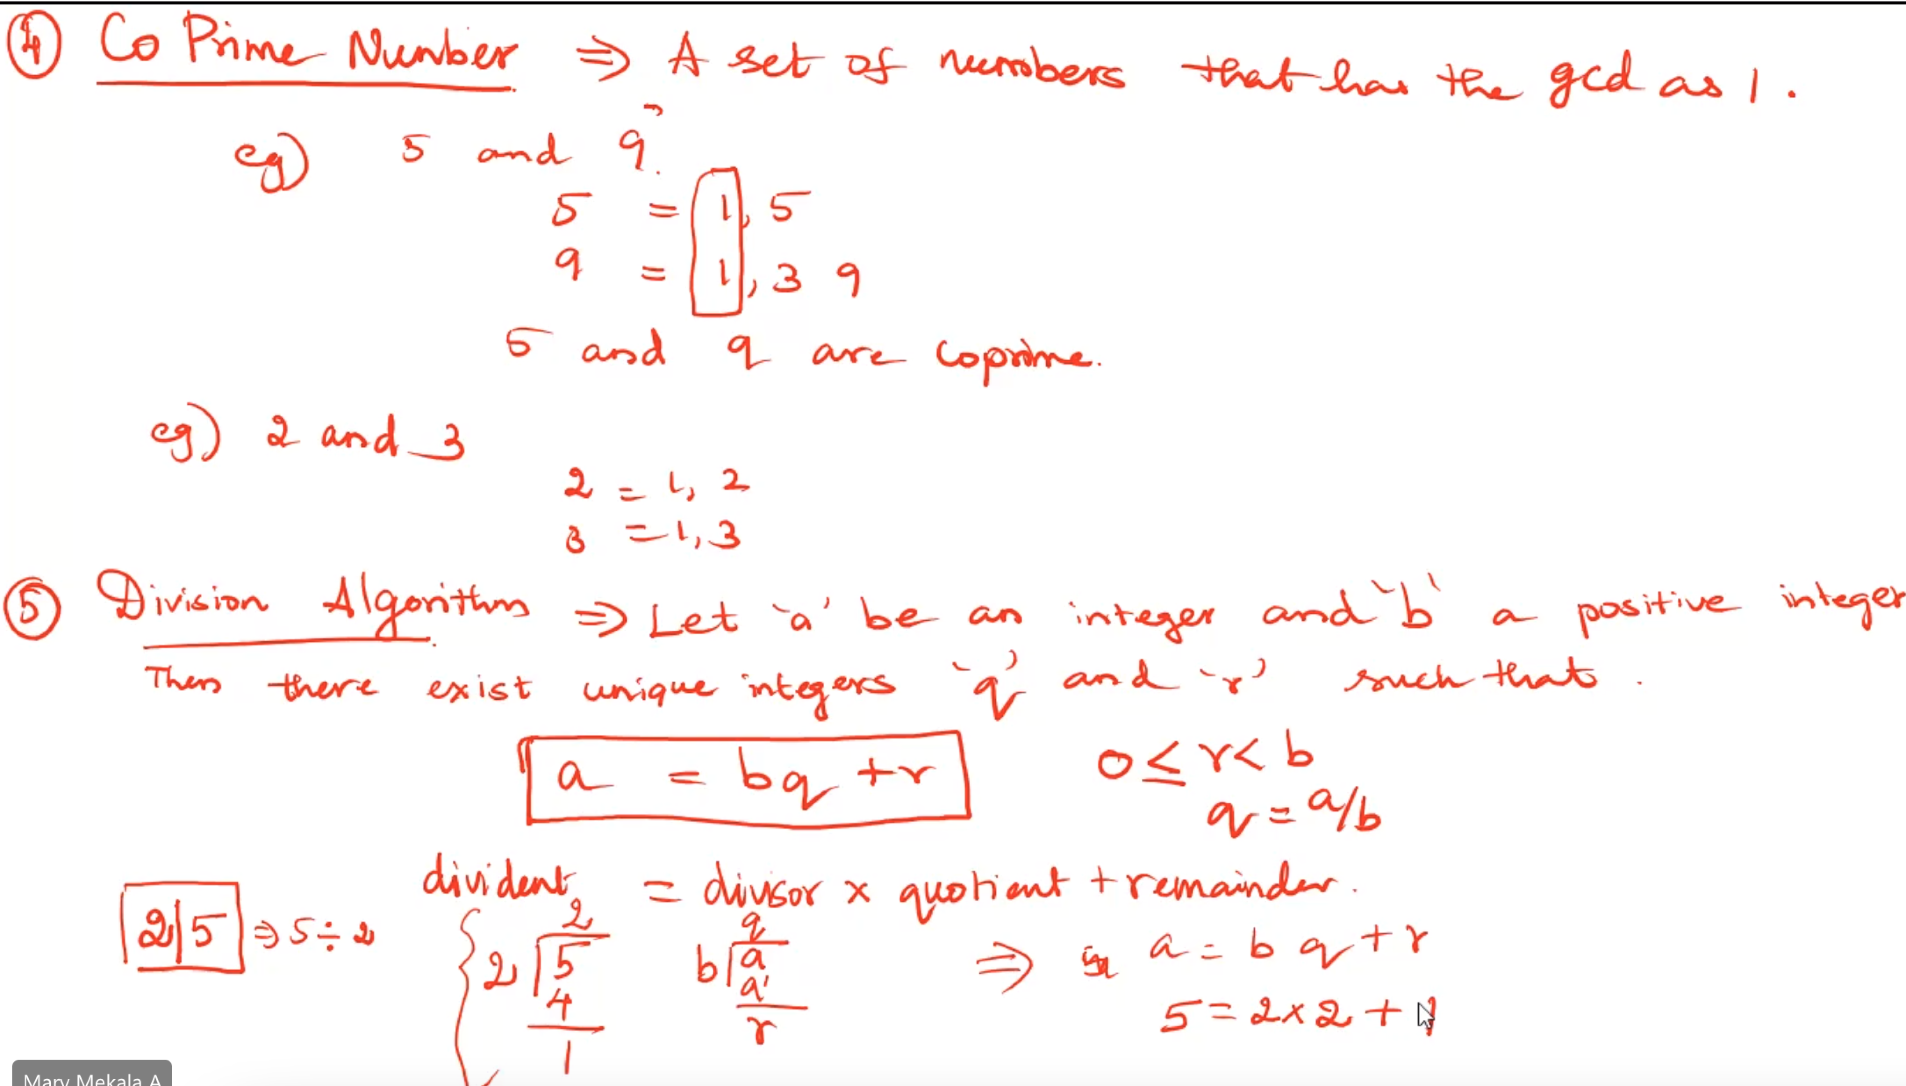 ④ Co Prime Number ⇒ A set of numbers that has the gcd as 1.
eg) 5 and 9.
5 = 1, 5
9 = 1, 3 9
5 and 9 are coprime.
eg) 2 and 3
2 = 1, 2
3 = 1, 3
⑤ Division Algorithm ⇒ Let 'a' be an integer and 'b' a positive integer
Then there exist unique integers 'q' and 'r' such that.
a = bq + r
0 ≤ r < b
q = a/b
divident = divisor x quotient + remainder.
2|5 ⇒ 5 ÷ 2
2
2 5
4
1
q
b a
a'
r
⇒ a = b q + r
5 = 2 x 2 + 1
Mary Mekala A